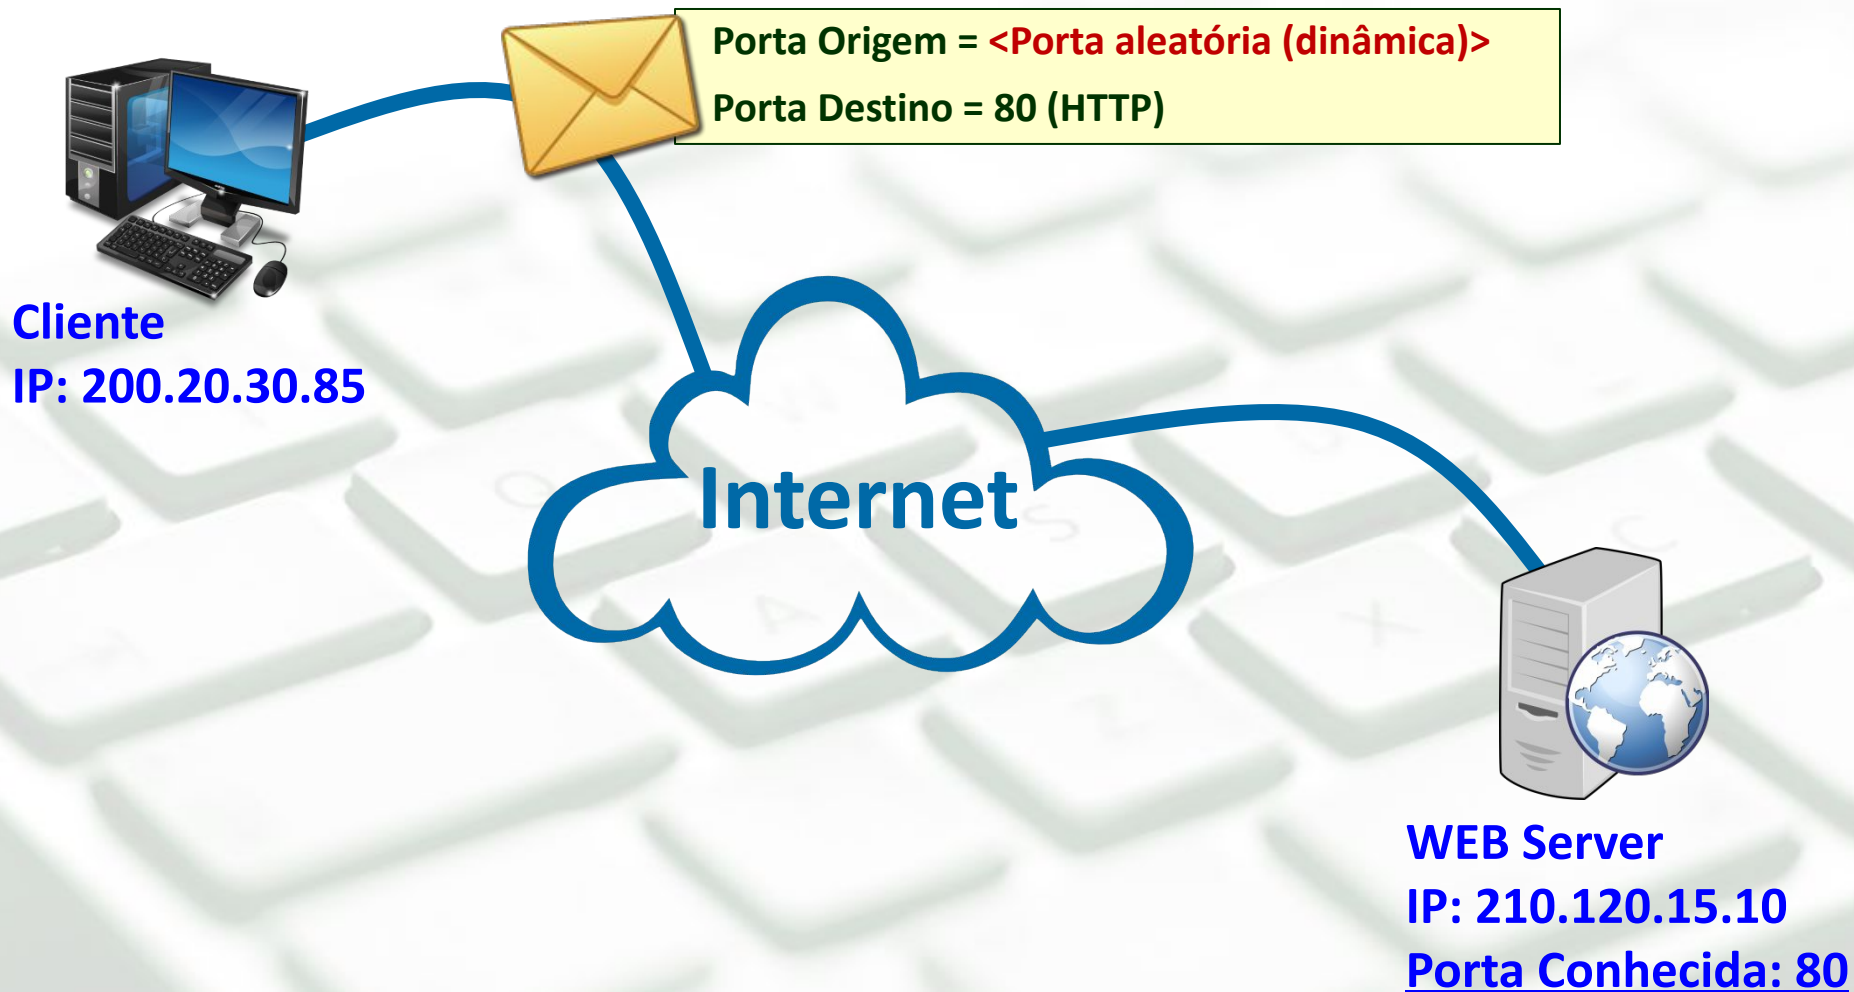 Porta Origem = <Porta aleatória (dinâmica)>
Porta Destino = 80 (HTTP)
Cliente
IP: 200.20.30.85
Internet
WEB Server
IP: 210.120.15.10
Porta Conhecida: 80